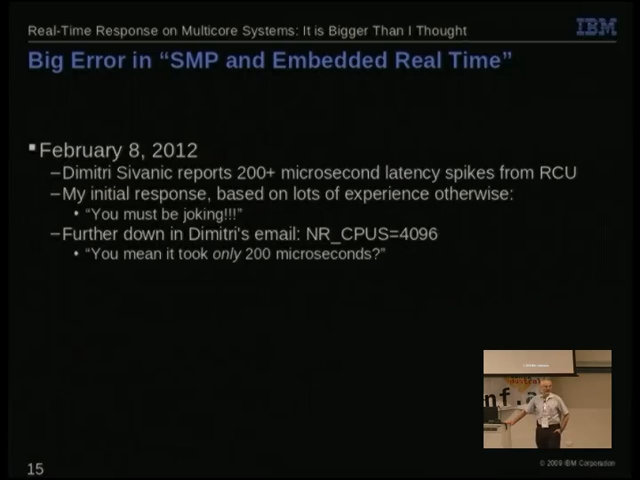 Real-Time Response on Multicore Systems: It is Bigger Than I Thought
IBM
Big Error in “SMP and Embedded Real Time”
February 8, 2012
–Dimitri Sivanic reports 200+ microsecond latency spikes from RCU
–My initial response, based on lots of experience otherwise:
• “You must be joking!!!”
–Further down in Dimitri's email: NR_CPUS=4096
• “You mean it took only 200 microseconds?”
15
© 2009 IBM Corporation